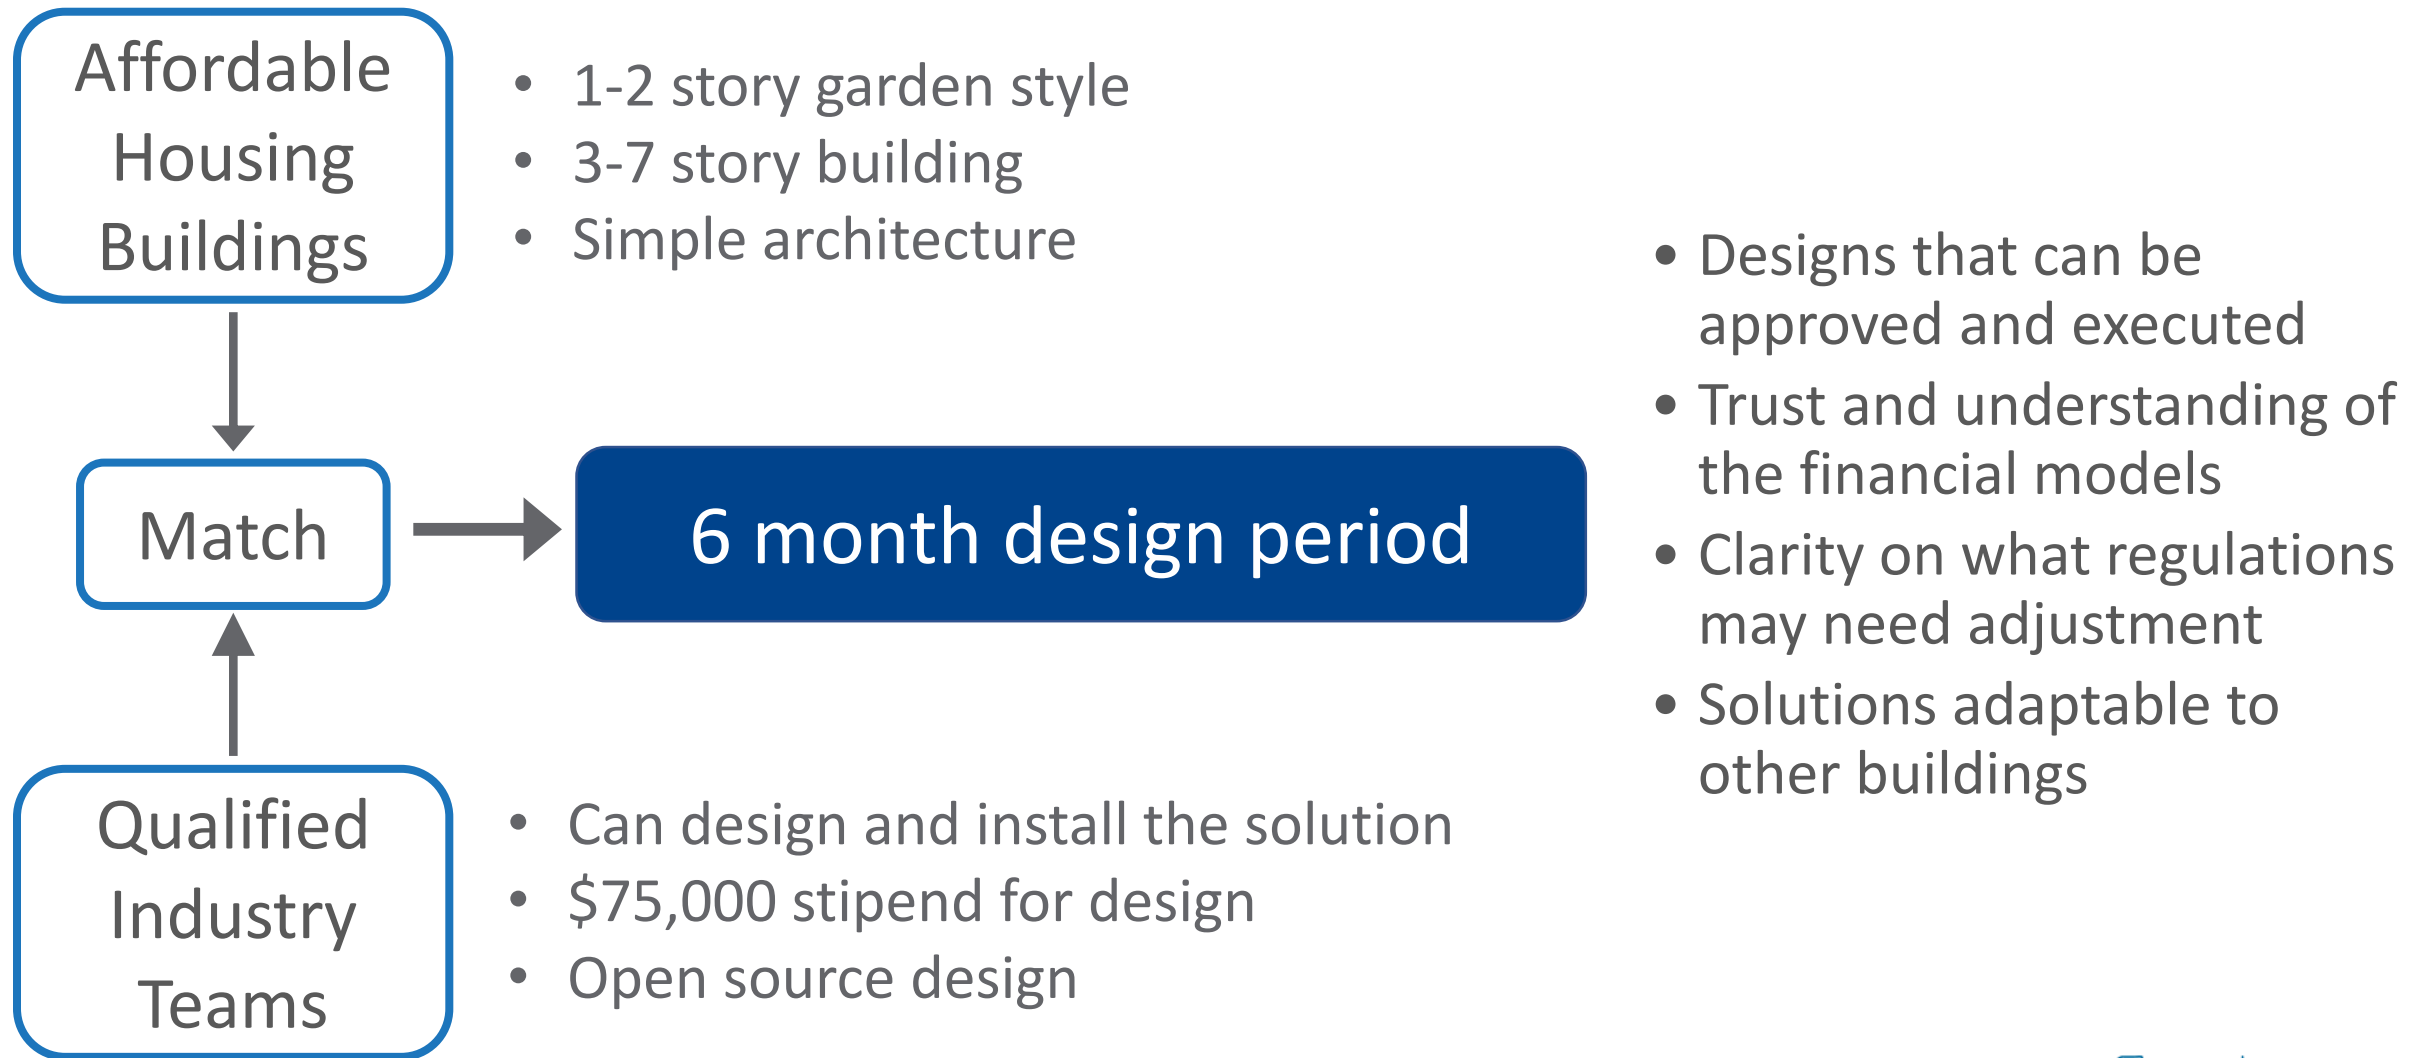 Affordable
Housing
Buildings
• 1-2 story garden style
• 3-7 story building
• Simple architecture
Match
6 month design period
Qualified
Industry
Teams
• Can design and install the solution
• $75,000 stipend for design
• Open source design
• Designs that can be
approved and executed
• Trust and understanding of
the financial models
• Clarity on what regulations
may need adjustment
• Solutions adaptable to
other buildings